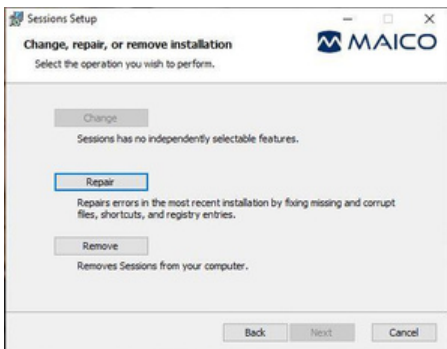 Sessions Setup
Change, repair, or remove installation
MAICO
Select the operation you wish to perform.
Change
Sessions has no independently selectable features.
Repair
Repairs errors in the most recent installation by fixing missing and corrupt
files, shortcuts, and registry entries.
Remove
Removes Sessions from your computer.
Back Next Cancel